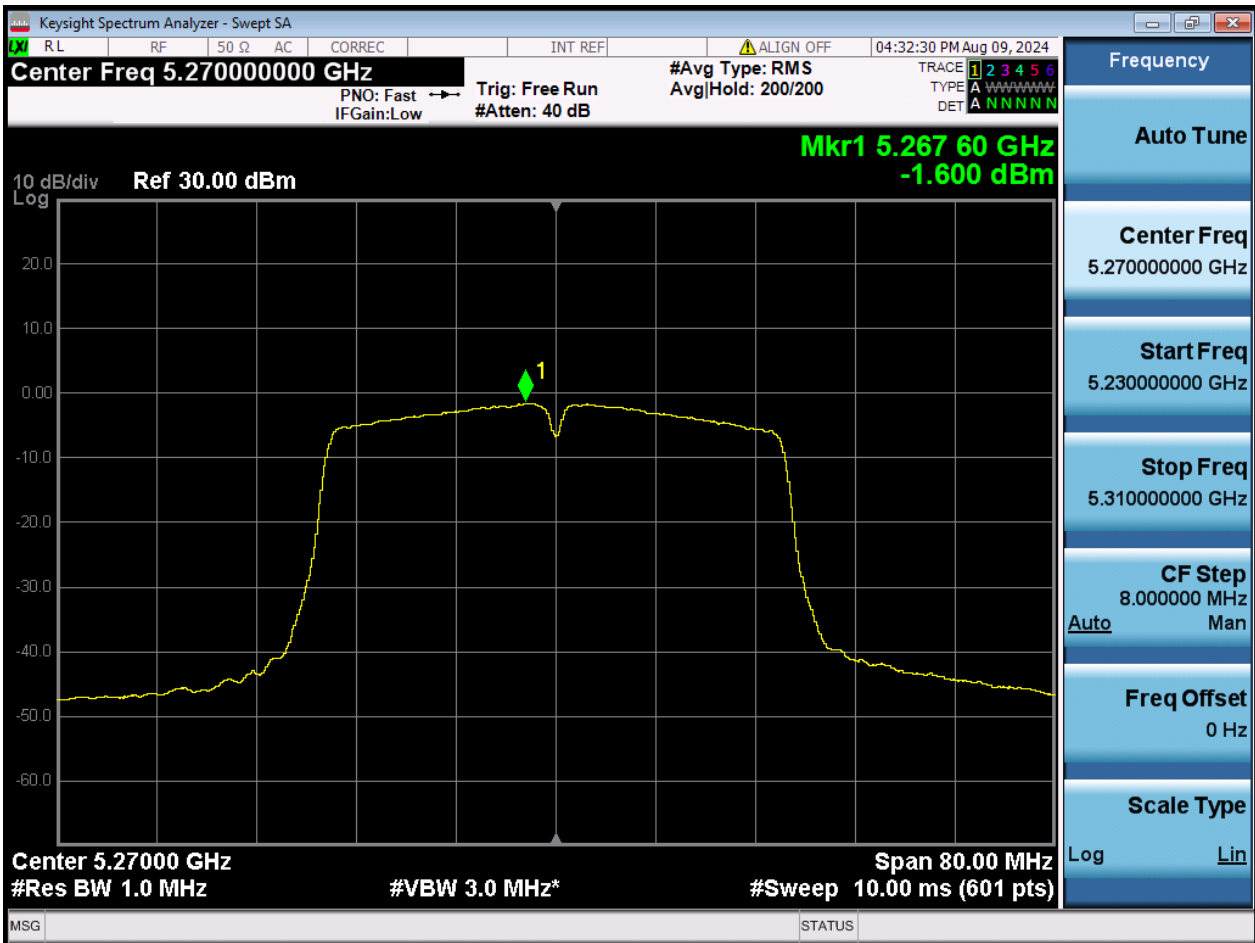 Keysight Spectrum Analyzer - Swept SA
LXI RL RF 50 Ω AC CORREC INT REF ALIGN OFF 04:32:30 PM Aug 09, 2024
Center Freq 5.270000000 GHz
PNO: Fast
IFGain:Low
Trig: Free Run
#Atten: 40 dB
#Avg Type: RMS
Avg|Hold: 200/200
TRACE 1 2 3 4 5 6
TYPE A WWWWW
DET A N N N N N
Mkr1 5.267 60 GHz
-1.600 dBm
10 dB/div Ref 30.00 dBm
Log
20.0
10.0
1
0.00
-10.0
-20.0
-30.0
-40.0
-50.0
-60.0
Center 5.27000 GHz Span 80.00 MHz
#Res BW 1.0 MHz #VBW 3.0 MHz* #Sweep 10.00 ms (601 pts)
MSG STATUS
Frequency
Auto Tune
Center Freq
5.270000000 GHz
Start Freq
5.230000000 GHz
Stop Freq
5.310000000 GHz
CF Step
8.000000 MHz
Auto Man
Freq Offset
0 Hz
Scale Type
Log Lin